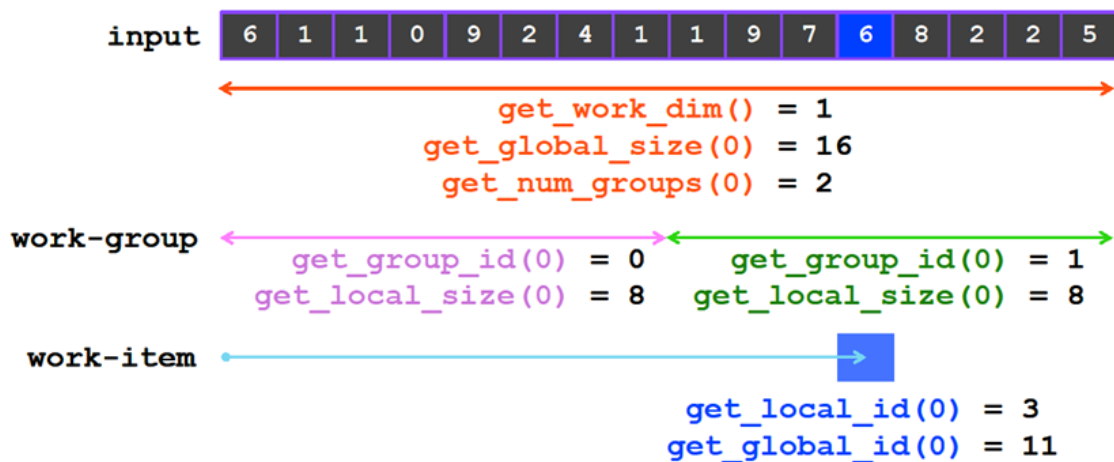 input 6 1 1 0 9 2 4 1 1 9 7 6 8 2 2 5
get_work_dim() = 1
get_global_size(0) = 16
get_num_groups(0) = 2
work-group
get_group_id(0) = 0 get_group_id(0) = 1
get_local_size(0) = 8 get_local_size(0) = 8
work-item
get_local_id(0) = 3
get_global_id(0) = 11